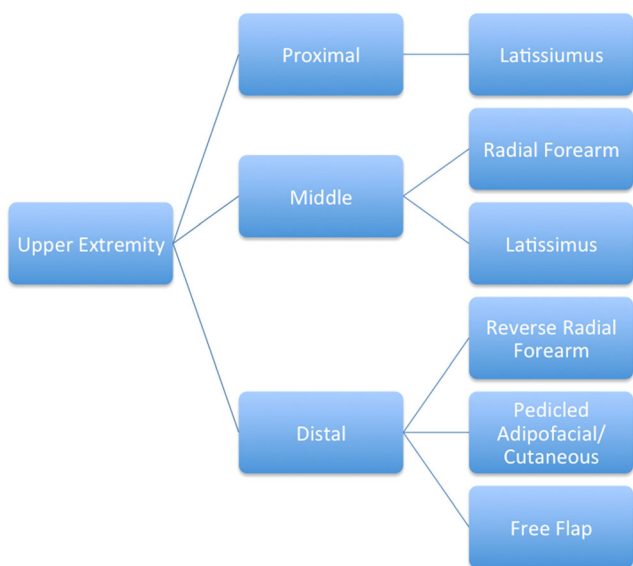 Upper Extremity
Proximal
Latissiumus
Middle
Radial Forearm
Latissimus
Distal
Reverse Radial
Forearm
Pedicled
Adipofacial/
Cutaneous
Free Flap